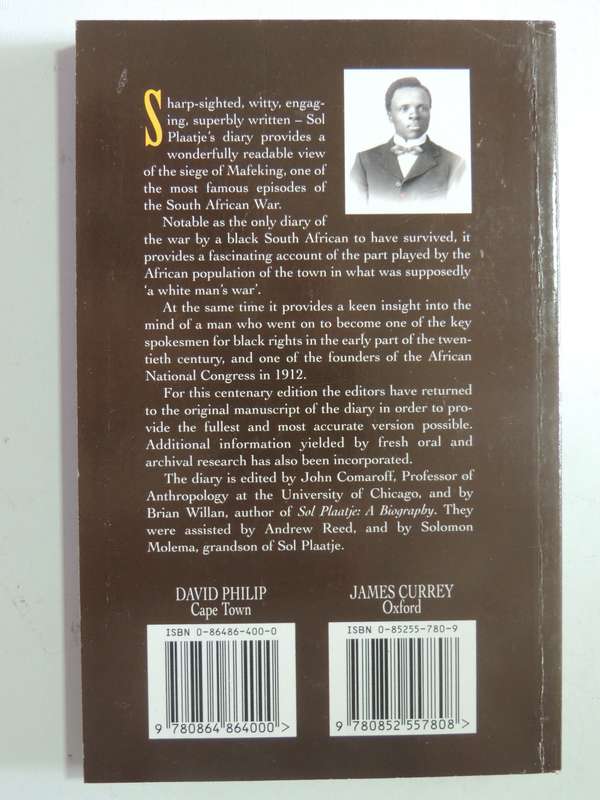 Sharp-sighted, witty, engag-
ing, superbly written – Sol
Plaatje's diary provides a
wonderfully readable view
of the siege of Mafeking, one of
the most famous episodes of
the South African War.
Notable as the only diary of
the war by a black South African to have survived, it
provides a fascinating account of the part played by the
African population of the town in what was supposedly
'a white man's war'.
At the same time it provides a keen insight into the
mind of a man who went on to become one of the key
spokesmen for black rights in the early part of the twen-
tieth century, and one of the founders of the African
National Congress in 1912.
For this centenary edition the editors have returned
to the original manuscript of the diary in order to pro-
vide the fullest and most accurate version possible.
Additional information yielded by fresh oral and
archival research has also been incorporated.
The diary is edited by John Comaroff, Professor of
Anthropology at the University of Chicago, and by
Brian Willan, author of Sol Plaatje: A Biography. They
were assisted by Andrew Reed, and by Solomon
Molema, grandson of Sol Plaatje.
DAVID PHILIP
Cape Town
ISBN 0-86486-400-0
9 780864 864000 >
JAMES CURREY
Oxford
ISBN 0-85255-780-9
9 780852 557808 >